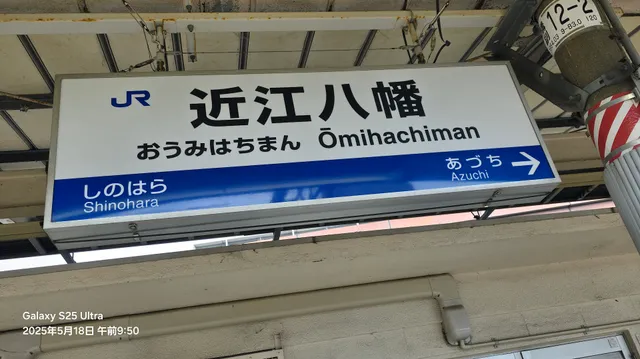 12-2
JR 近江八幡
おうみはちまん Ōmihachiman
しのはら
Shinohara
あづち
Azuchi
Galaxy S25 Ultra
2025年5月18日 午前9:50